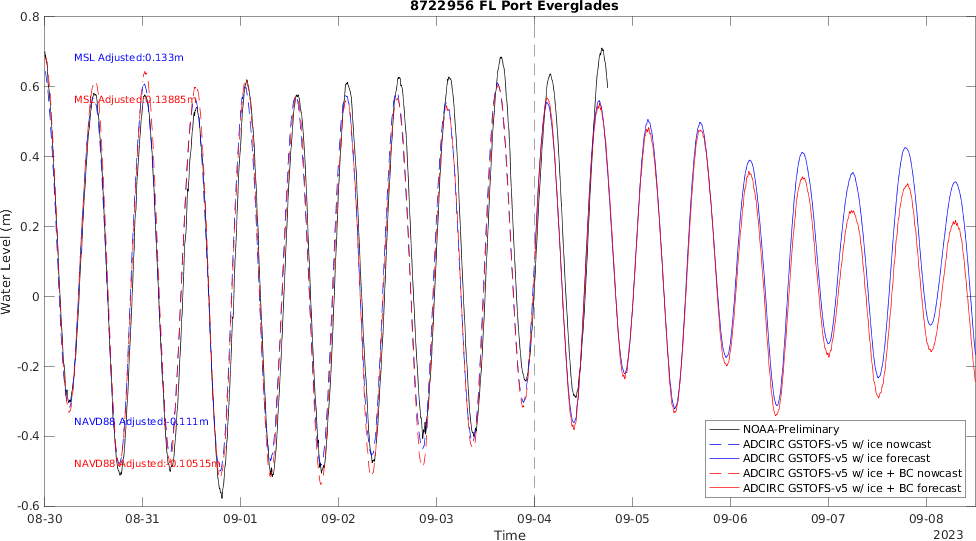 8722956 FL Port Everglades
0.8
MSL Adjusted:0.133m
0.6
MSL Adjusted:0.13885m
0.4
0.2
Water Level (m)
0
-0.2
NAVD88 Adjusted:-0.111m
-0.4
NAVD88 Adjusted:-0.10515m
-0.6
NOAA-Preliminary
ADCIRC GSTOFS-v5 w/ ice nowcast
ADCIRC GSTOFS-v5 w/ ice forecast
ADCIRC GSTOFS-v5 w/ ice + BC nowcast
ADCIRC GSTOFS-v5 w/ ice + BC forecast
08-30 08-31 09-01 09-02 09-03 09-04 09-05 09-06 09-07 09-08
Time
2023